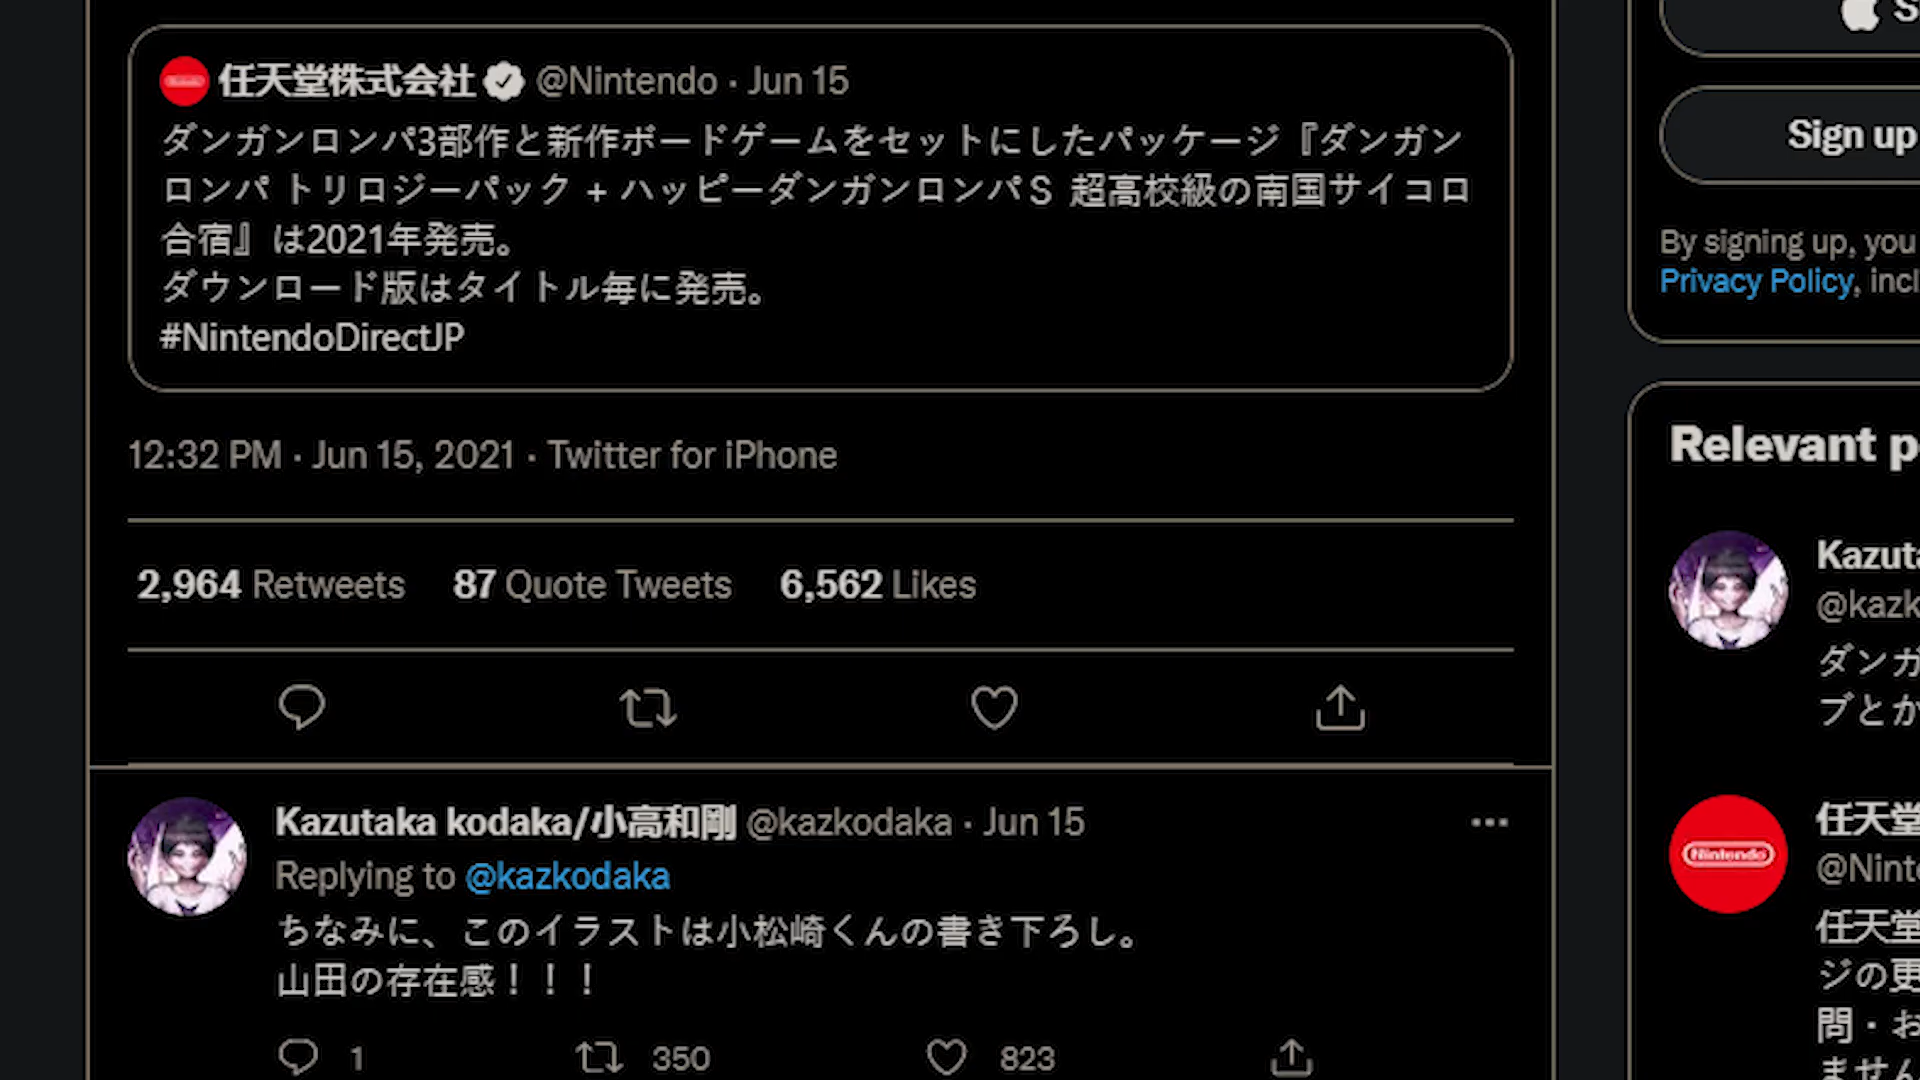 任天堂株式会社 @Nintendo · Jun 15
ダンガンロンパ3部作と新作ボードゲームをセットにしたパッケージ『ダンガン
ロンパ トリロジーパック + ハッピーダンガンロンパS 超高校級の南国サイコロ
合宿』は2021年発売。
ダウンロード版はタイトル毎に発売。
#NintendoDirectJP
12:32 PM · Jun 15, 2021 · Twitter for iPhone
2,964 Retweets 87 Quote Tweets 6,562 Likes
Kazutaka kodaka/小高和剛 @kazkodaka · Jun 15
Replying to @kazkodaka
ちなみに、このイラストは小松崎くんの書き下ろし。
山田の存在感！！！
1 350 823
Sign up
By signing up, you
Privacy Policy, incl
Relevant p
Kazuta
@kazk
ダンガ
ブとか
Nintendo
任天堂
@Ninte
任天堂
ジの更
問・お
ません